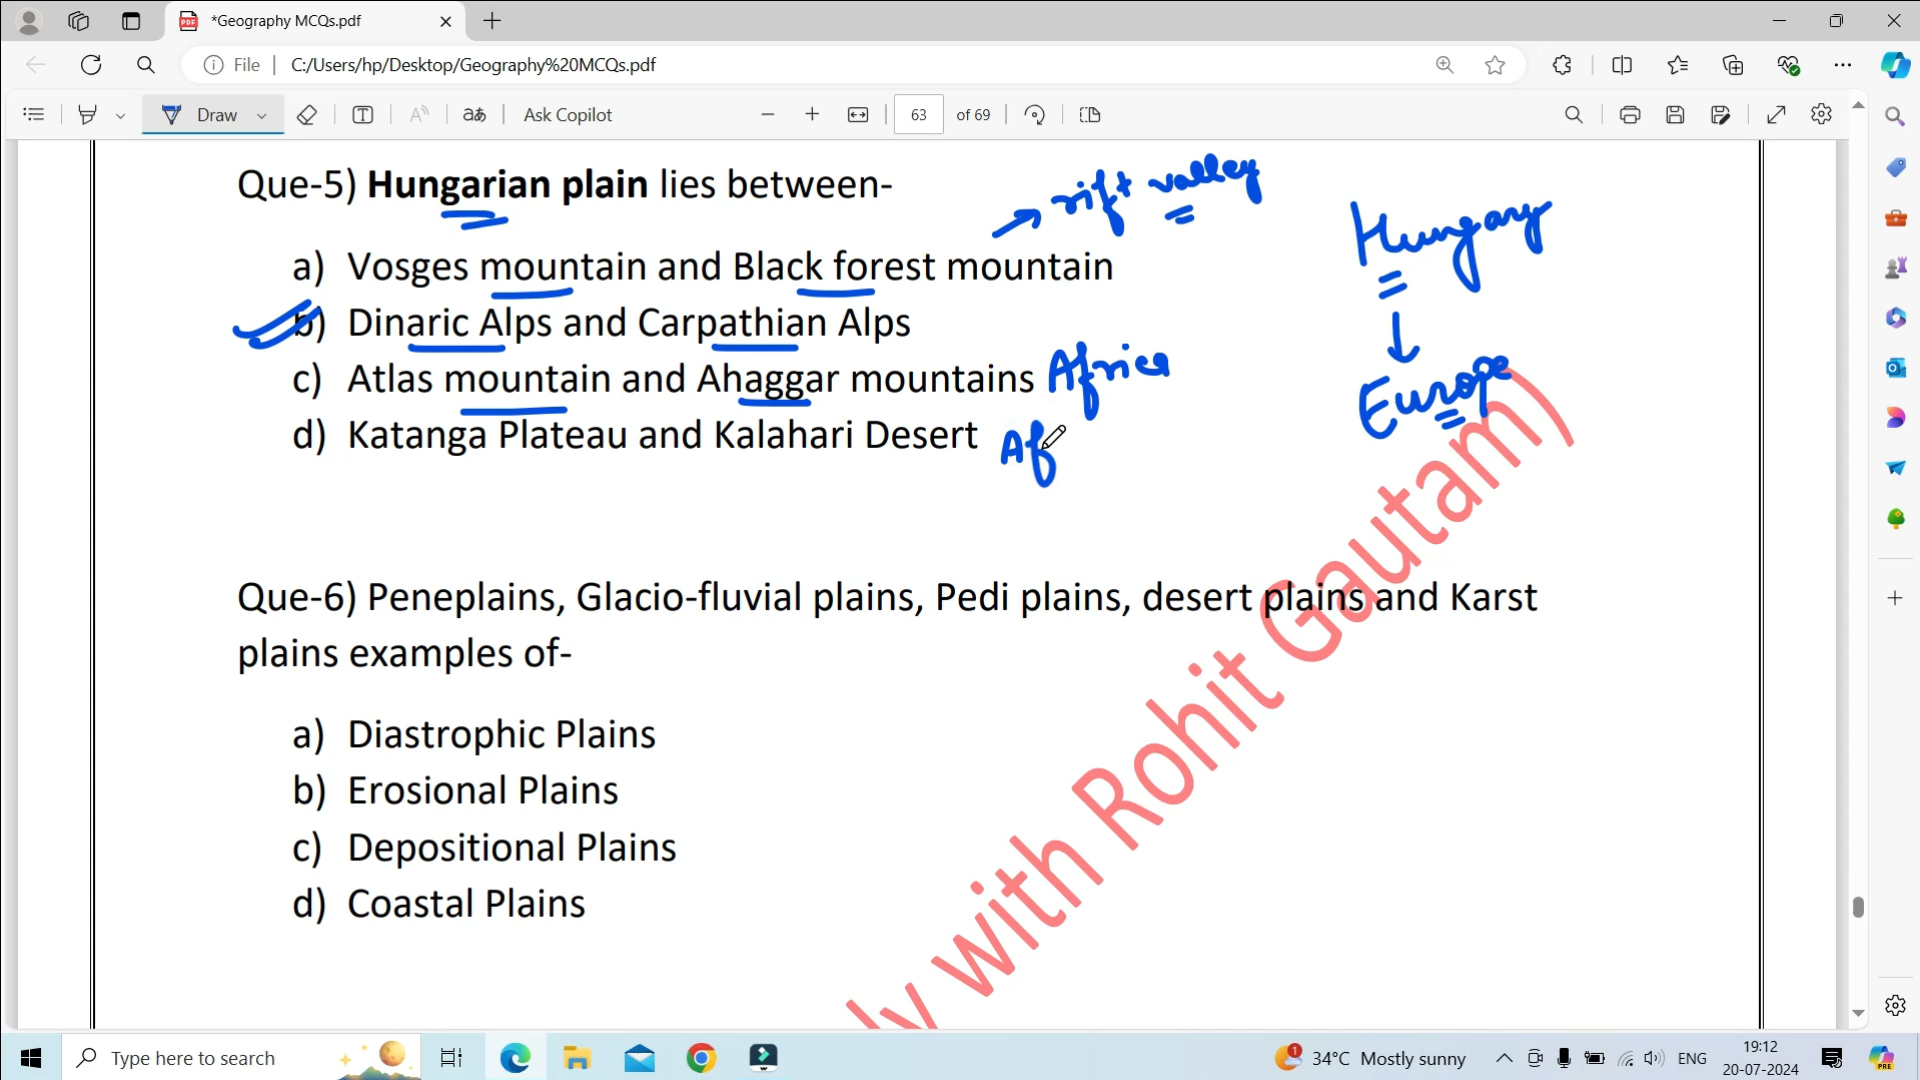 *Geography MCQs.pdf
File
C:/Users/hp/Desktop/Geography%20MCQs.pdf
Draw
Ask Copilot
63 of 69
Que-5) Hungarian plain lies between-
→ rift valley
Hungary
a) Vosges mountain and Black forest mountain
b) Dinaric Alps and Carpathian Alps
c) Atlas mountain and Ahaggar mountains Africa
Europe
d) Katanga Plateau and Kalahari Desert Af
Que-6) Peneplains, Glacio-fluvial plains, Pedi plains, desert plains and Karst
plains examples of-
a) Diastrophic Plains
b) Erosional Plains
c) Depositional Plains
d) Coastal Plains
ly with Rohit Gautam)
Type here to search
1
34°C Mostly sunny
ENG
19:12
20-07-2024
PRE